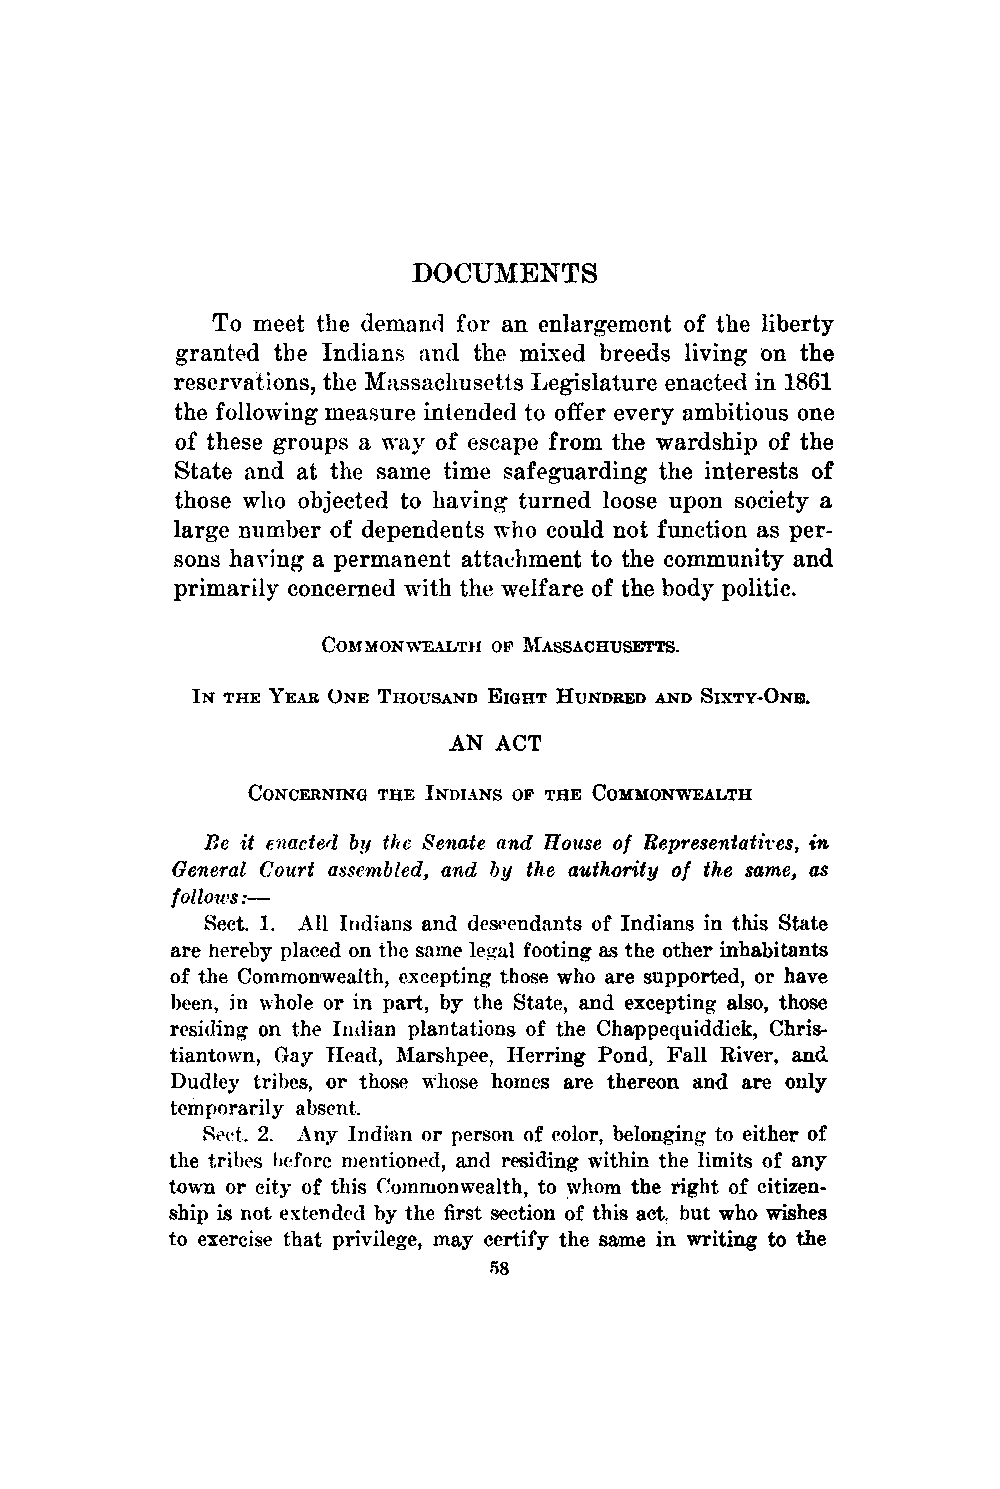 DOCUMENTS
To meet the demand for an enlargement of the liberty
granted the Indians and the mixed breeds living on the
reservations, the Massachusetts Legislature enacted in 1861
the following measure intended to offer every ambitious one
of these groups a way of escape from the wardship of the
State and at the same time safeguarding the interests of
those who objected to having turned loose upon society a
large number of dependents who could not function as per-
sons having a permanent attachment to the community and
primarily concerned with the welfare of the body politic.
COMMONWEALTH OF MASSACHUSETTS.
IN THE YEAR ONE THOUSAND EIGHT HUNDRED AND SIXTY-ONE.
AN ACT
CONCERNING THE INDIANS OF THE COMMONWEALTH
Be it enacted by the Senate and House of Representatives, in
General Court assembled, and by the authority of the same, as
follows:—
Sect. 1. All Indians and descendants of Indians in this State
are hereby placed on the same legal footing as the other inhabitants
of the Commonwealth, excepting those who are supported, or have
been, in whole or in part, by the State, and excepting also, those
residing on the Indian plantations of the Chappequiddick, Chris-
tiantown, Gay Head, Marshpee, Herring Pond, Fall River, and
Dudley tribes, or those whose homes are thereon and are only
temporarily absent.
Sect. 2. Any Indian or person of color, belonging to either of
the tribes before mentioned, and residing within the limits of any
town or city of this Commonwealth, to whom the right of citizen-
ship is not extended by the first section of this act, but who wishes
to exercise that privilege, may certify the same in writing to the
58